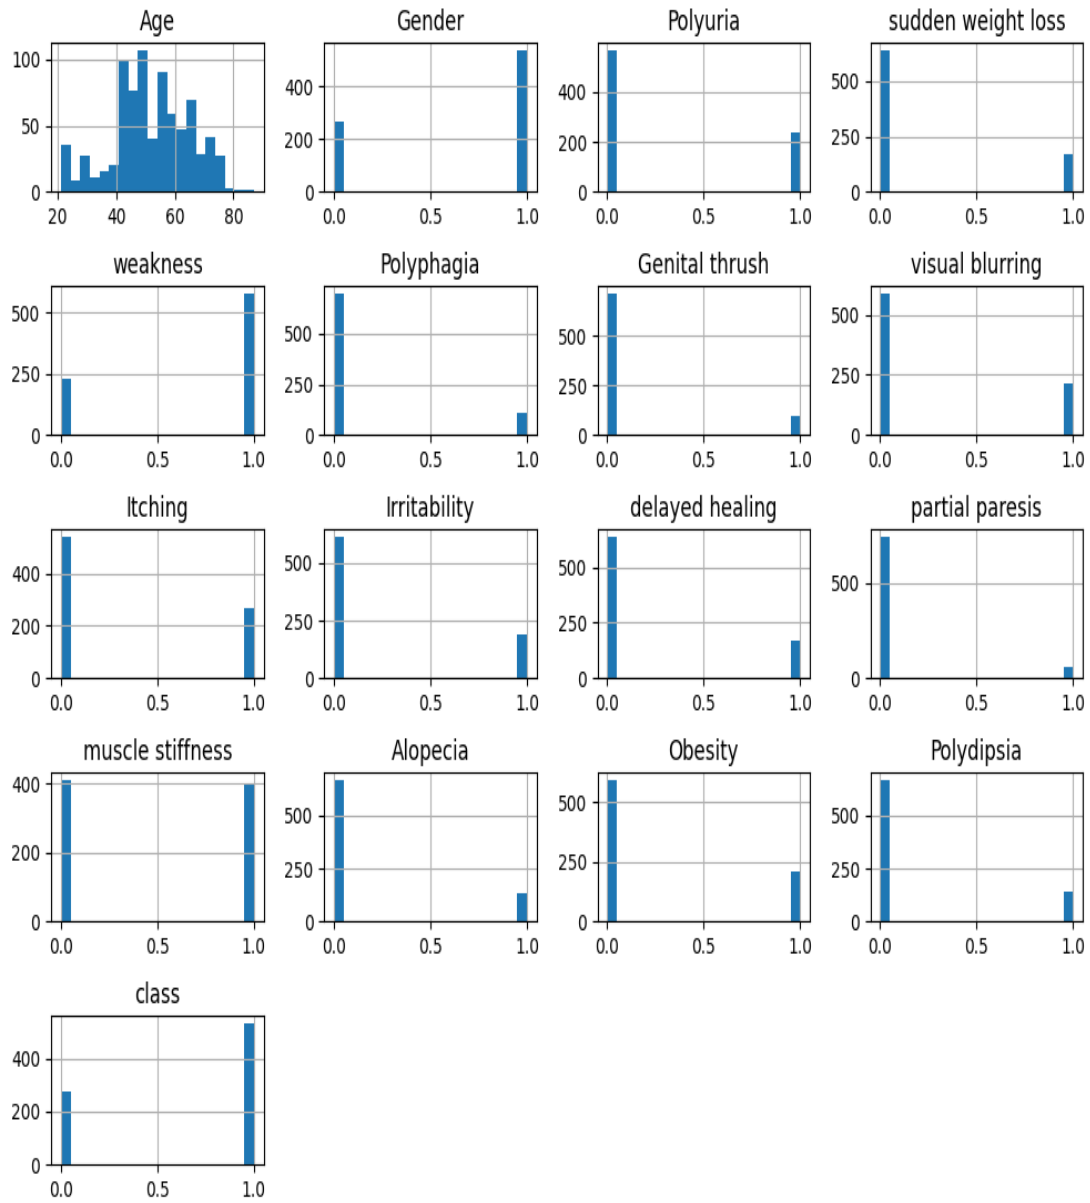 Age
Gender
Polyuria
sudden weight loss
100
50
0
20 40 60 80
400
200
0
0.0 0.5 1.0
400
200
0
0.0 0.5 1.0
500
250
0
0.0 0.5 1.0
weakness
Polyphagia
Genital thrush
visual blurring
500
250
0
0.0 0.5 1.0
500
250
0
0.0 0.5 1.0
500
250
0
0.0 0.5 1.0
500
250
0
0.0 0.5 1.0
Itching
Irritability
delayed healing
partial paresis
400
200
0
0.0 0.5 1.0
500
250
0
0.0 0.5 1.0
500
250
0
0.0 0.5 1.0
500
0
0.0 0.5 1.0
muscle stiffness
Alopecia
Obesity
Polydipsia
400
200
0
0.0 0.5 1.0
500
250
0
0.0 0.5 1.0
500
250
0
0.0 0.5 1.0
500
250
0
0.0 0.5 1.0
class
400
200
0
0.0 0.5 1.0